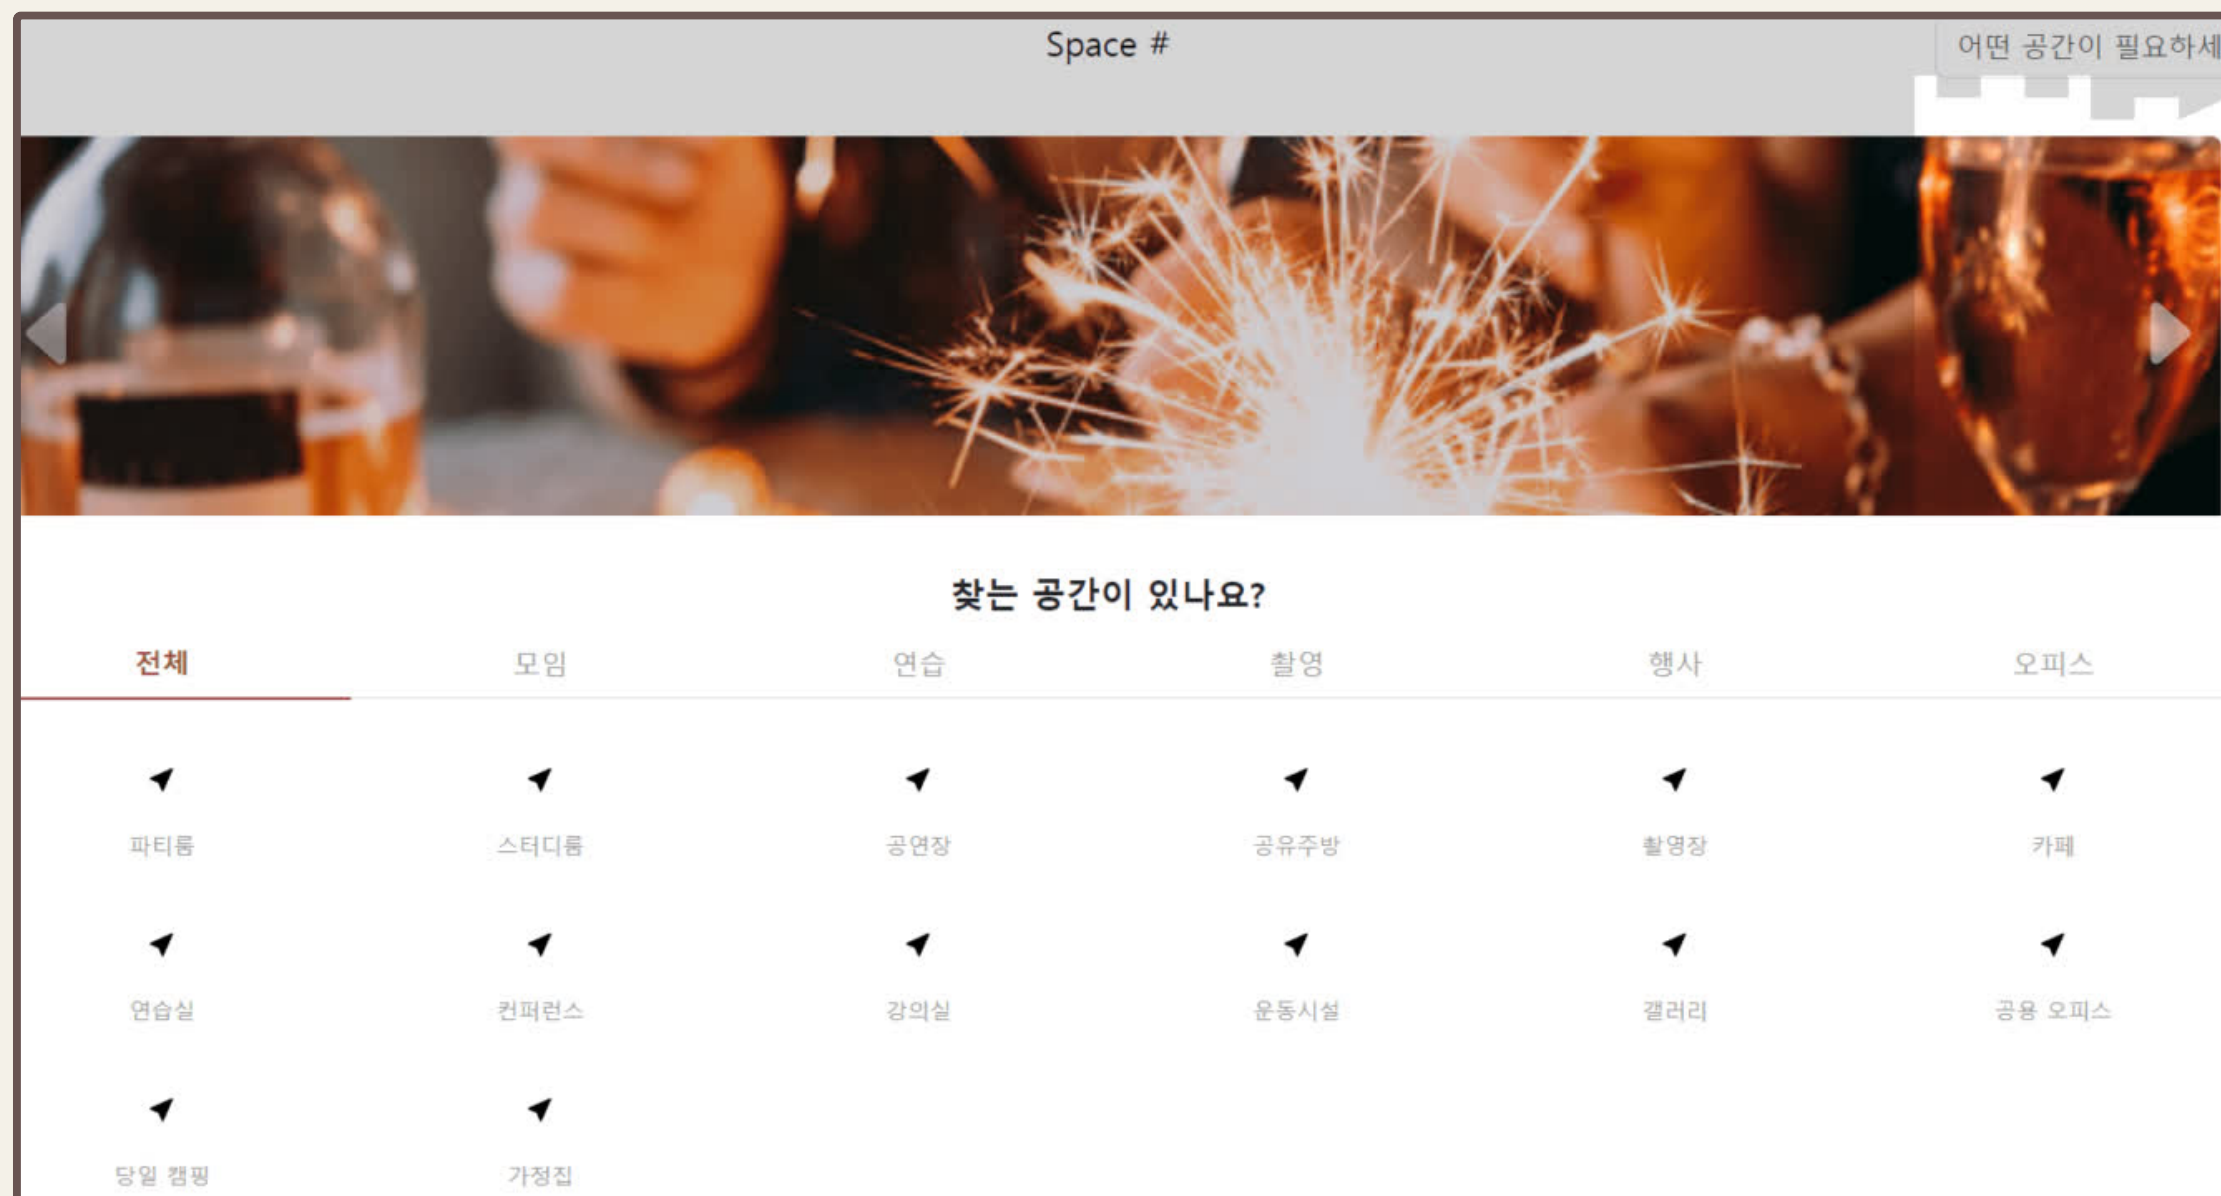 Space #
어떤 공간이 필요하세
찾는 공간이 있나요?
전체 모임 연습 촬영 행사 오피스
파티룸 스터디룸 공연장 공유주방 촬영장 카페
연습실 컨퍼런스 강의실 운동시설 갤러리 공용 오피스
당일 캠핑 가정집